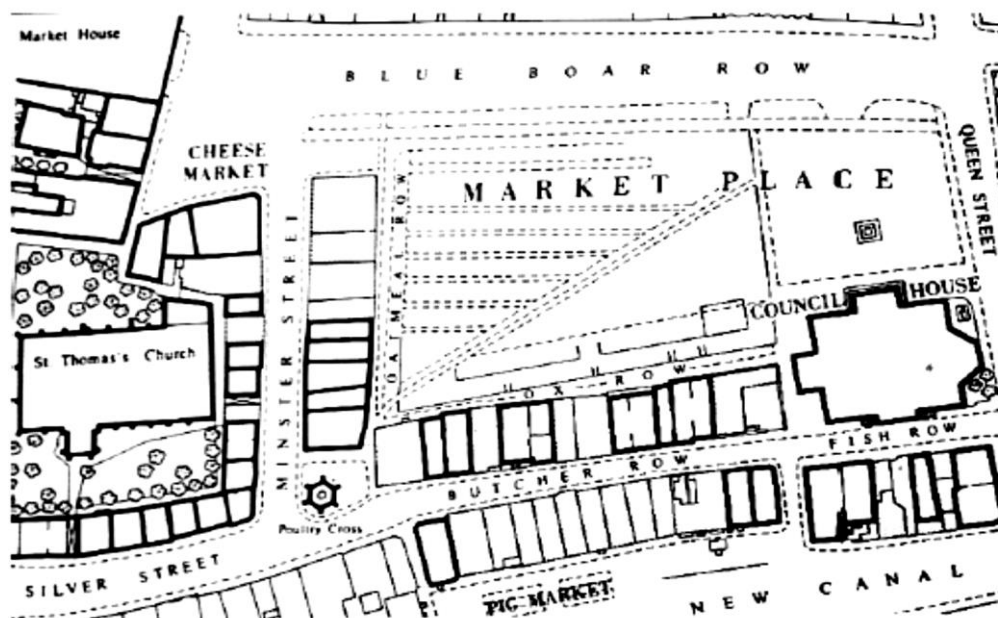 Market House
BLUE BOAR ROW
CHEESE
MARKET
MARKET PLACE
QUEEN STREET
OATMEAL ROW
MINSTER STREET
COUNCIL HOUSE
St Thomas's Church
OX ROW
FISH ROW
BUTCHER ROW
Poultry Cross
SILVER STREET
PIG MARKET
NEW CANAL